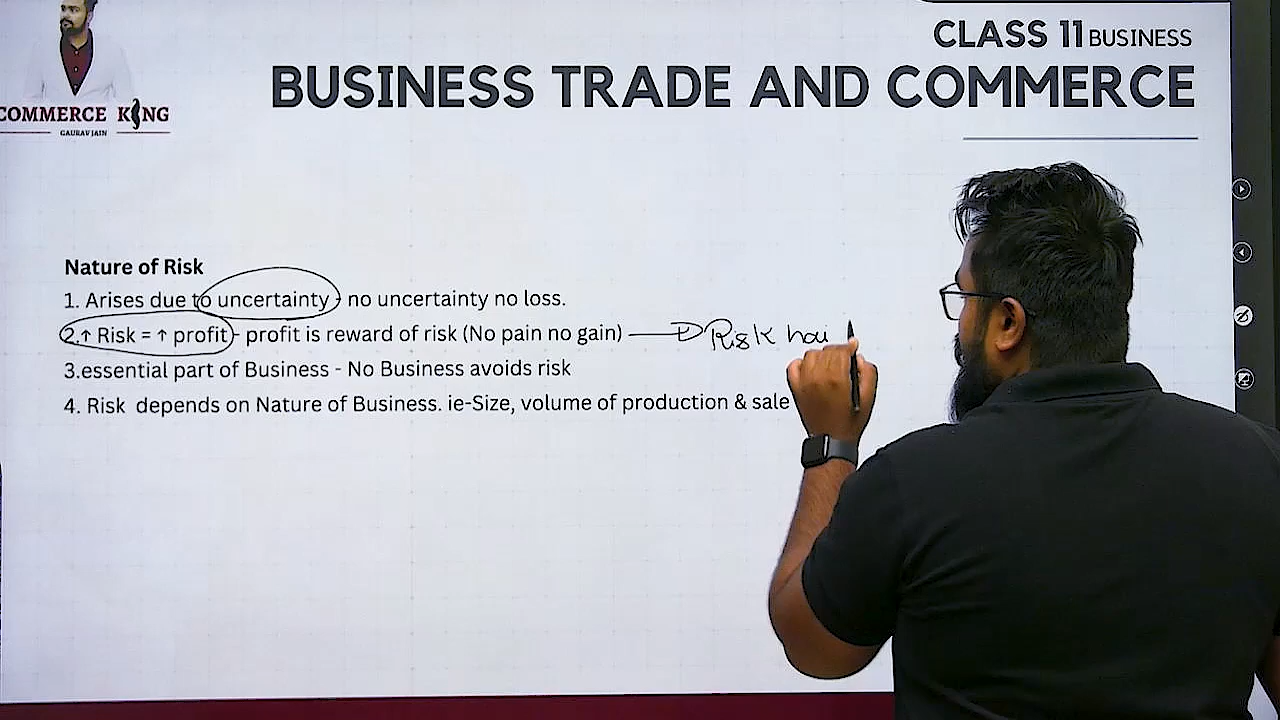 CLASS 11 BUSINESS
BUSINESS TRADE AND COMMERCE
COMMERCE KING
GAURAV JAIN
Nature of Risk
1. Arises due to uncertainty - no uncertainty no loss.
2.↑ Risk = ↑ profit - profit is reward of risk (No pain no gain) Risk hai
3.essential part of Business - No Business avoids risk
4. Risk depends on Nature of Business. ie-Size, volume of production & sale